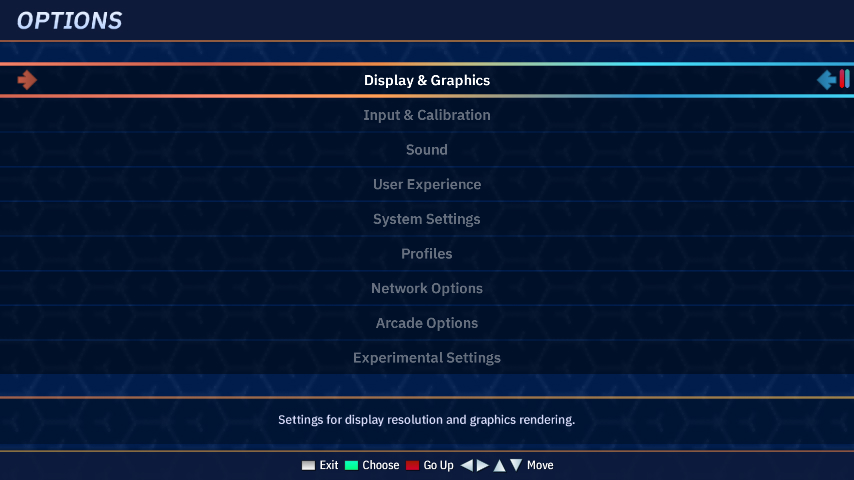 OPTIONS
Display & Graphics
Input & Calibration
Sound
User Experience
System Settings
Profiles
Network Options
Arcade Options
Experimental Settings
Settings for display resolution and graphics rendering.
Exit Choose Go Up Move